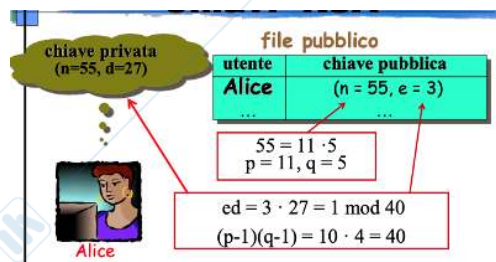 file pubblico
chiave privata
(n=55, d=27)
utente chiave pubblica
Alice (n = 55, e = 3)
... ...
55 = 11 · 5
p = 11, q = 5
ed = 3 · 27 = 1 mod 40
(p-1)(q-1) = 10 · 4 = 40
Alice